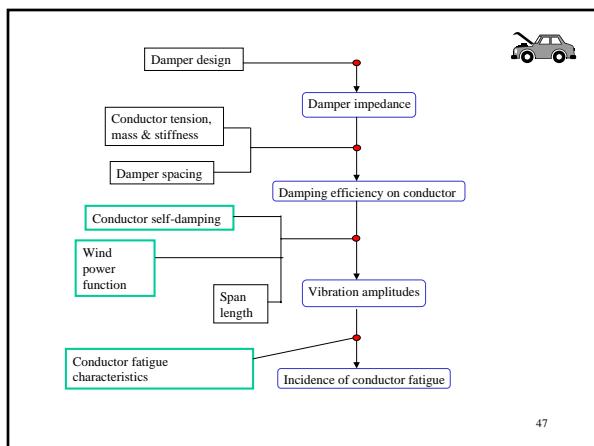 Damper design
Damper impedance
Conductor tension,
mass & stiffness
Damper spacing
Damping efficiency on conductor
Conductor self-damping
Wind
power
function
Span
length
Vibration amplitudes
Conductor fatigue
characteristics
Incidence of conductor fatigue
47